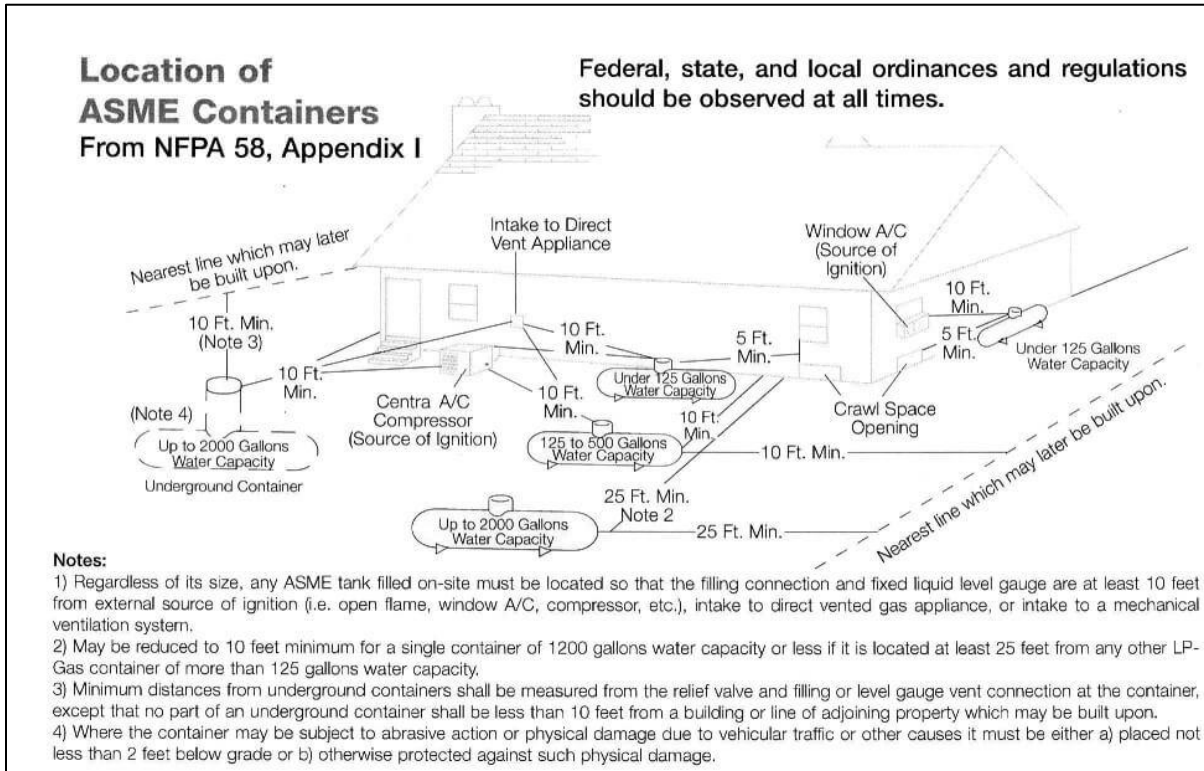 Location of
ASME Containers
From NFPA 58, Appendix I
Federal, state, and local ordinances and regulations
should be observed at all times.
Nearest line which may later
be built upon.
10 Ft. Min.
(Note 3)
(Note 4)
Up to 2000 Gallons
Water Capacity
Underground Container
10 Ft.
Min.
Intake to Direct
Vent Appliance
Centra A/C
Compressor
(Source of Ignition)
10 Ft.
Min.
10 Ft.
Min.
Under 125 Gallons
Water Capacity
5 Ft.
Min.
125 to 500 Gallons
Water Capacity
10 Ft.
Min.
10 Ft. Min.
Up to 2000 Gallons
Water Capacity
25 Ft. Min.
Note 2
25 Ft. Min.
Window A/C
(Source of
Ignition)
10 Ft.
Min.
5 Ft.
Min.
Under 125 Gallons
Water Capacity
Crawl Space
Opening
Nearest line which may later be built upon.
Notes:
1) Regardless of its size, any ASME tank filled on-site must be located so that the filling connection and fixed liquid level gauge are at least 10 feet
from external source of ignition (i.e. open flame, window A/C, compressor, etc.), intake to direct vented gas appliance, or intake to a mechanical
ventilation system.
2) May be reduced to 10 feet minimum for a single container of 1200 gallons water capacity or less if it is located at least 25 feet from any other LP-
Gas container of more than 125 gallons water capacity.
3) Minimum distances from underground containers shall be measured from the relief valve and filling or level gauge vent connection at the container,
except that no part of an underground container shall be less than 10 feet from a building or line of adjoining property which may be built upon.
4) Where the container may be subject to abrasive action or physical damage due to vehicular traffic or other causes it must be either a) placed not
less than 2 feet below grade or b) otherwise protected against such physical damage.